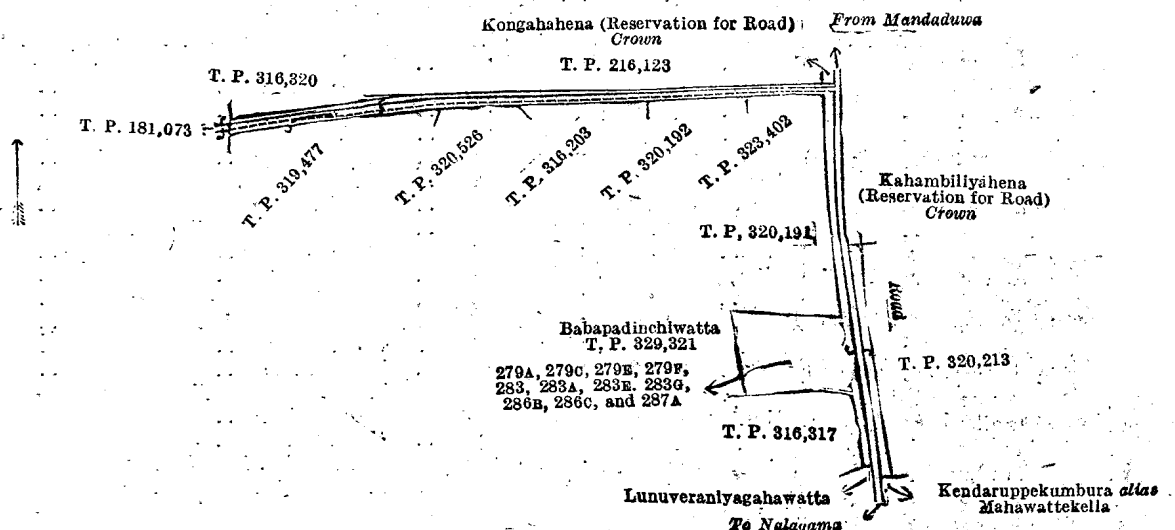 Kongahahena (Reservation for Road)
Crown
From Mandaduwa
T. P. 316,320
T. P. 216,123
T. P. 181,073
T. P. 319,477
T. P. 320,526
T. P. 316,203
T. P. 320,192
T. P. 323,402
Kahambiliyahena
(Reservation for Road)
Crown
T. P, 320,191
Road
Babapadinchiwatta
T. P. 329,321
279A, 279C, 279E, 279F,
283, 283A, 283E. 283G,
286B, 286C, and 287A
T. P. 320,213
T. P. 316,317
Lunuveraniyagahawatta
Kendaruppekumbura alias
Mahawattekella
To Nalagama